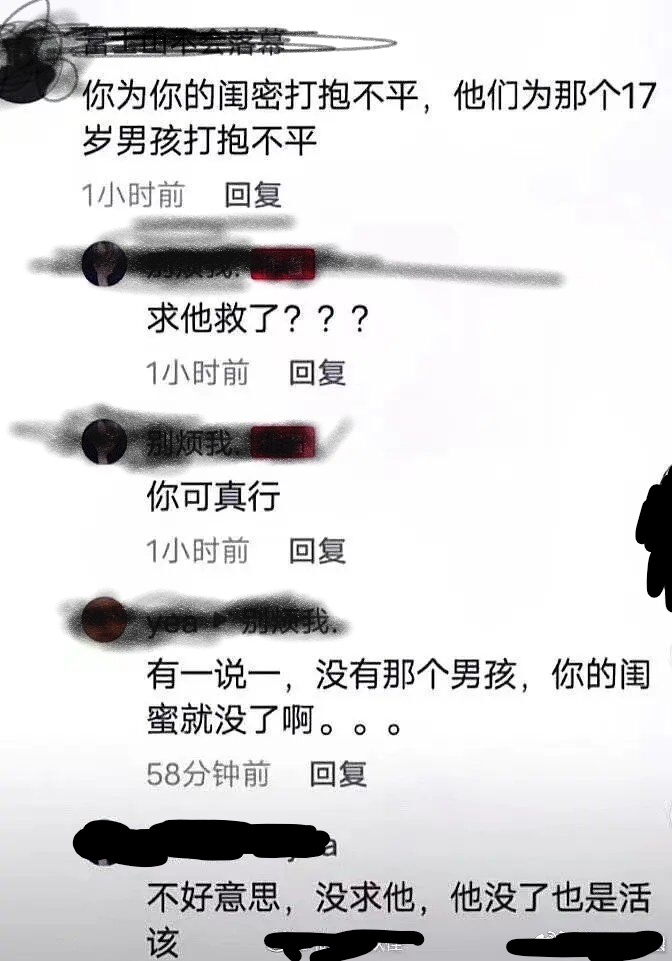 你为你的闺密打抱不平，他们为那个17
岁男孩打抱不平
1小时前 回复
求他救了？？？
1小时前 回复
别烦我.
你可真行
1小时前 回复
yea ▶ 别烦我.
有一说一，没有那个男孩，你的闺
蜜就没了啊。。。
58分钟前 回复
不好意思，没求他，他没了也是活
该